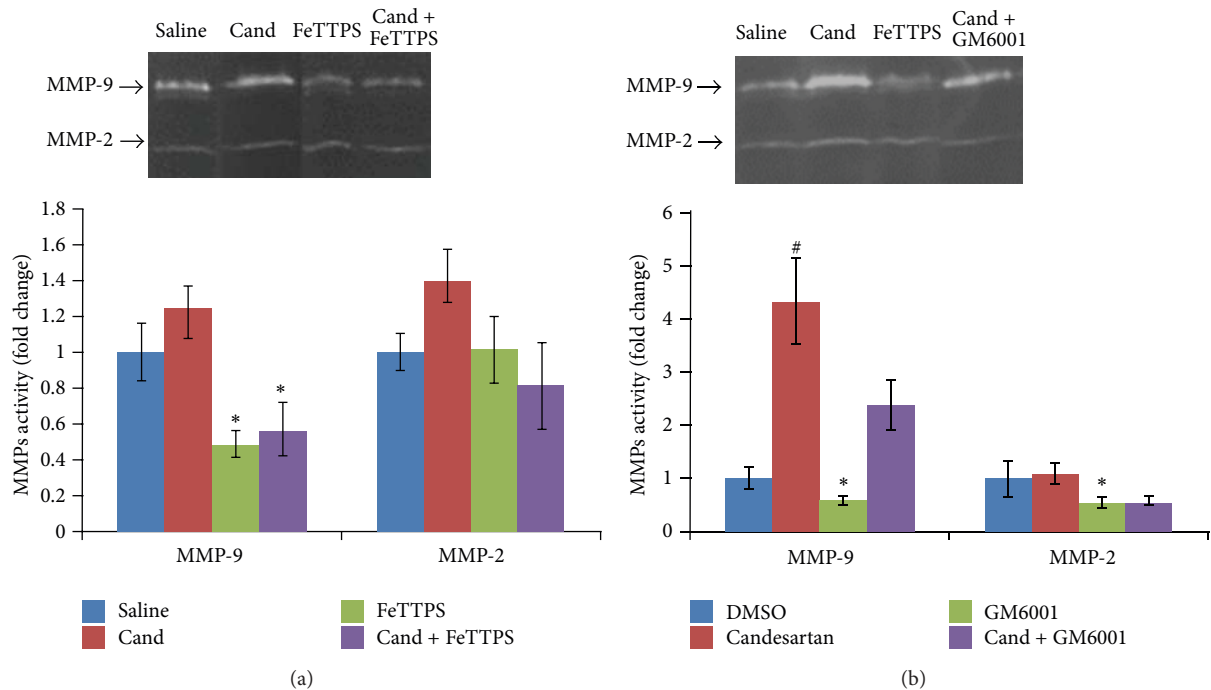 Saline Cand FeTTPS Cand +
FeTTPS
MMP-9 →
MMP-2 →
MMPs activity (fold change)
1.8
1.6
1.4
1.2
1
0.8
0.6
0.4
0.2
0
* *
MMP-9 MMP-2
Saline FeTTPS
Cand Cand + FeTTPS
(a)
Saline Cand FeTTPS Cand +
GM6001
MMP-9 →
MMP-2 →
MMPs activity (fold change)
6
5
4
3
2
1
0
# * *
MMP-9 MMP-2
DMSO GM6001
Candesartan Cand + GM6001
(b)